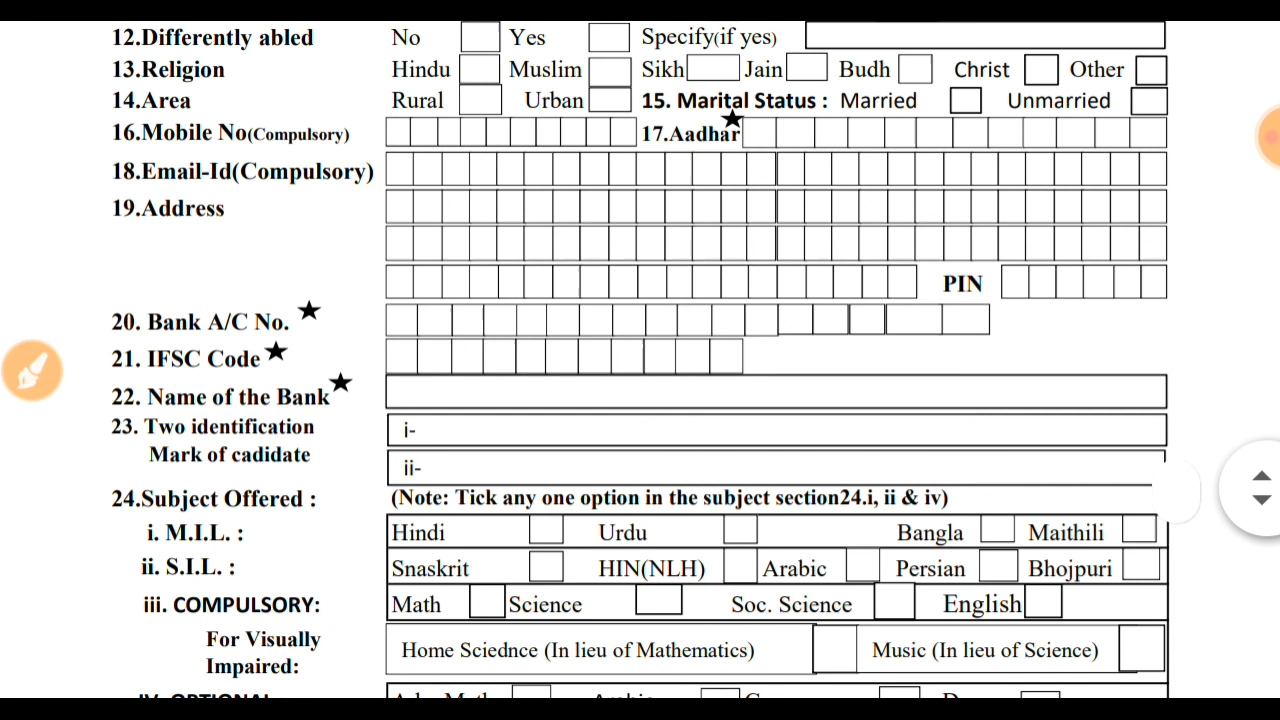 12.Differently abled No Yes Specify(if yes)
13.Religion Hindu Muslim Sikh Jain Budh Christ Other
14.Area Rural Urban 15. Marital Status : Married Unmarried
16.Mobile No(Compulsory) 17.Aadhar★
18.Email-Id(Compulsory)
19.Address
PIN
20. Bank A/C No. ★
21. IFSC Code★
22. Name of the Bank★
23. Two identification
Mark of cadidate
i-
ii-
24.Subject Offered : (Note: Tick any one option in the subject section24.i, ii & iv)
i. M.I.L. : Hindi Urdu Bangla Maithili
ii. S.I.L. : Snaskrit HIN(NLH) Arabic Persian Bhojpuri
iii. COMPULSORY: Math Science Soc. Science English
For Visually
Impaired:
Home Sciednce (In lieu of Mathematics) Music (In lieu of Science)